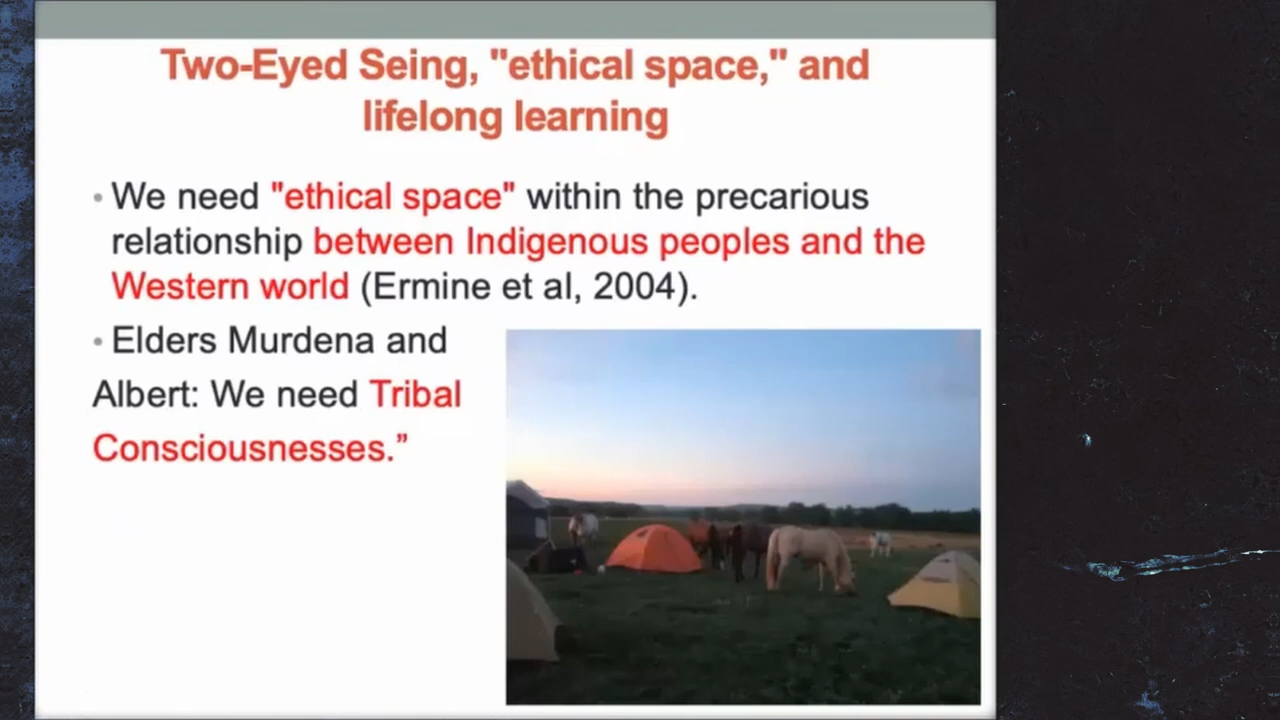 Two-Eyed Seing, "ethical space," and
lifelong learning
• We need "ethical space" within the precarious
relationship between Indigenous peoples and the
Western world (Ermine et al, 2004).
• Elders Murdena and
Albert: We need Tribal
Consciousnesses.”